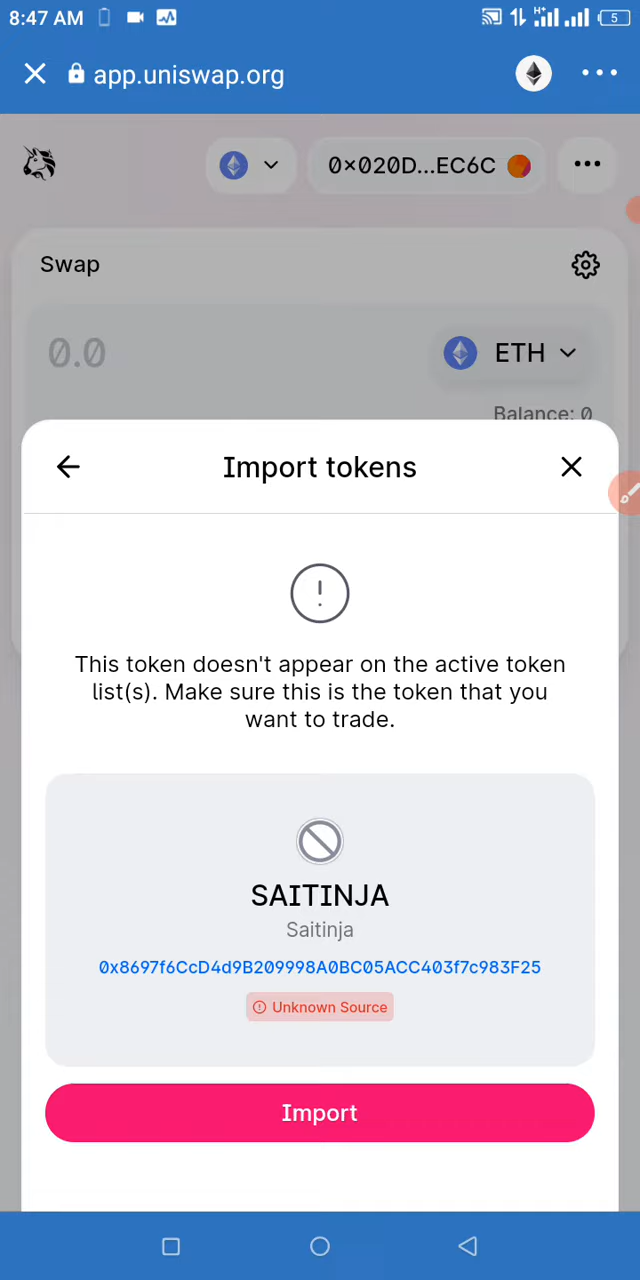 8:47 AM
H+
5
app.uniswap.org
0×020D...EC6C
Swap
0.0
ETH
Balance: 0
Import tokens
This token doesn't appear on the active token
list(s). Make sure this is the token that you
want to trade.
SAITINJA
Saitinja
0x8697f6CcD4d9B209998A0BC05ACC403f7c983F25
Unknown Source
Import